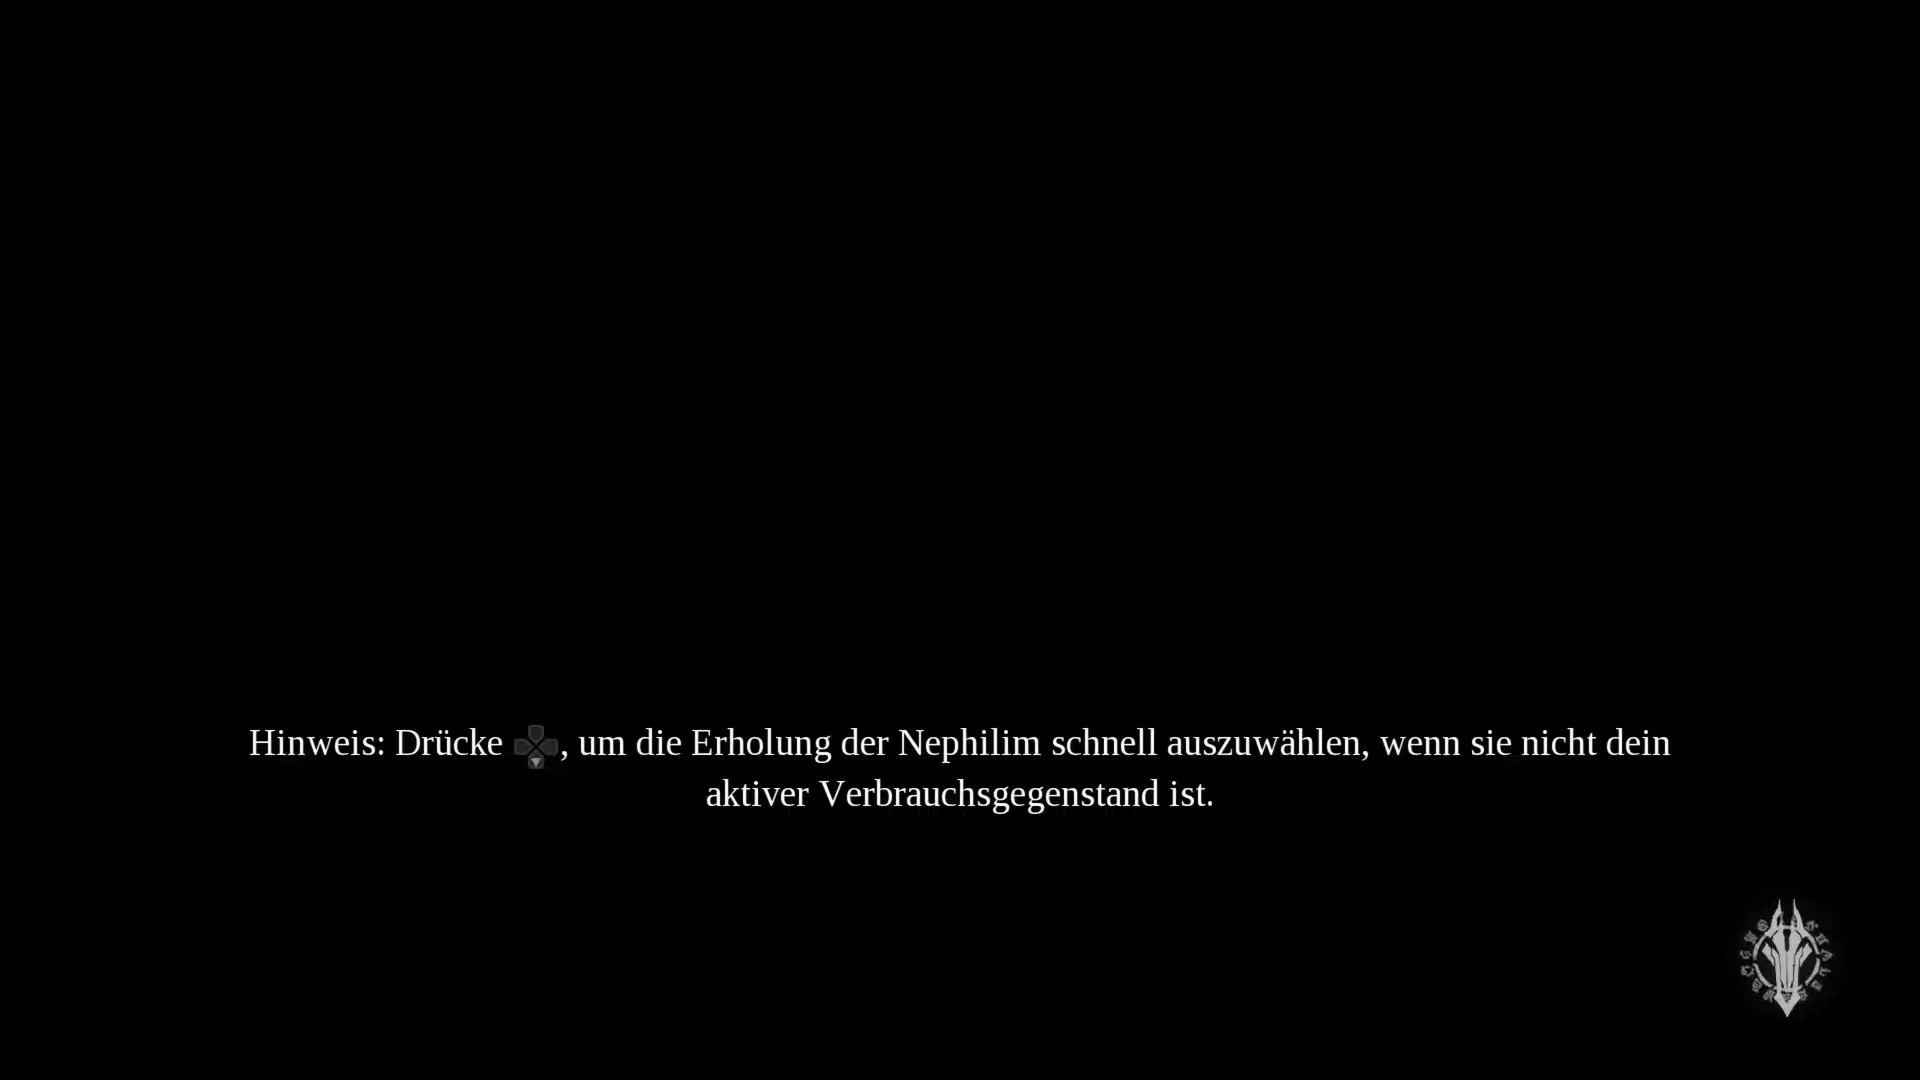 Hinweis: Drücke , um die Erholung der Nephilim schnell auszuwählen, wenn sie nicht dein
aktiver Verbrauchsgegenstand ist.